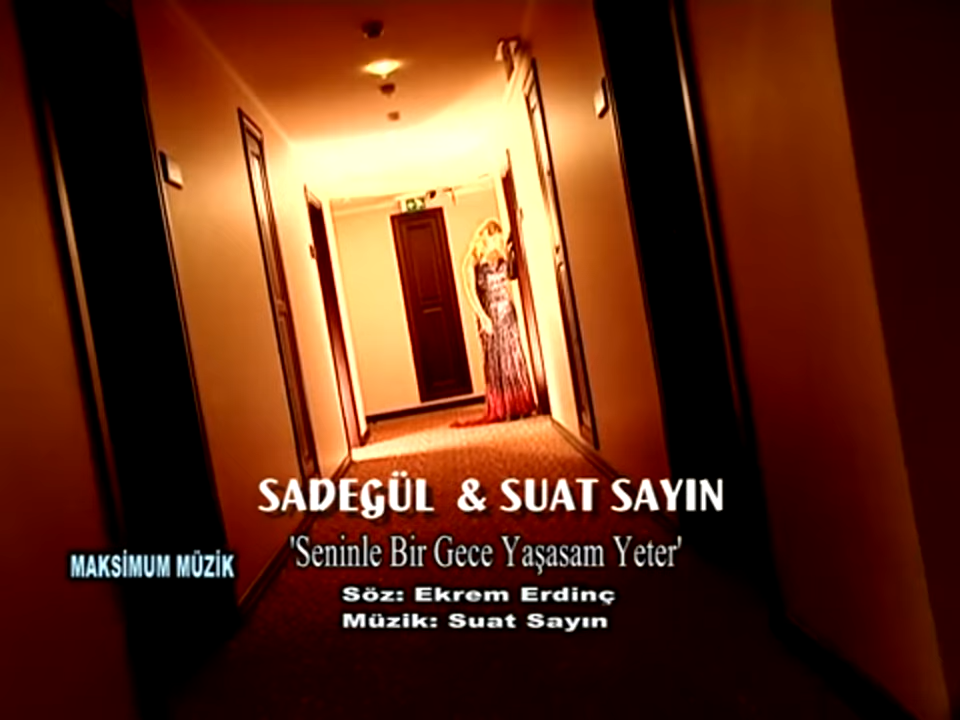 SADEGÜL & SUAT SAYIN
'Seninle Bir Gece Yaşasam Yeter'
MAKSİMUM MÜZİK
Söz: Ekrem Erdinç
Müzik: Suat Sayın